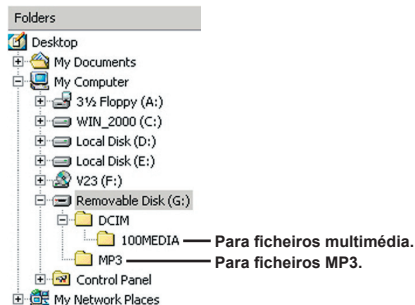 Folders
Desktop
My Documents
My Computer
3½ Floppy (A:)
WIN_2000 (C:)
Local Disk (D:)
Local Disk (E:)
V23 (F:)
Removable Disk (G:)
DCIM
100MEDIA Para ficheiros multimédia.
MP3 Para ficheiros MP3.
Control Panel
My Network Places